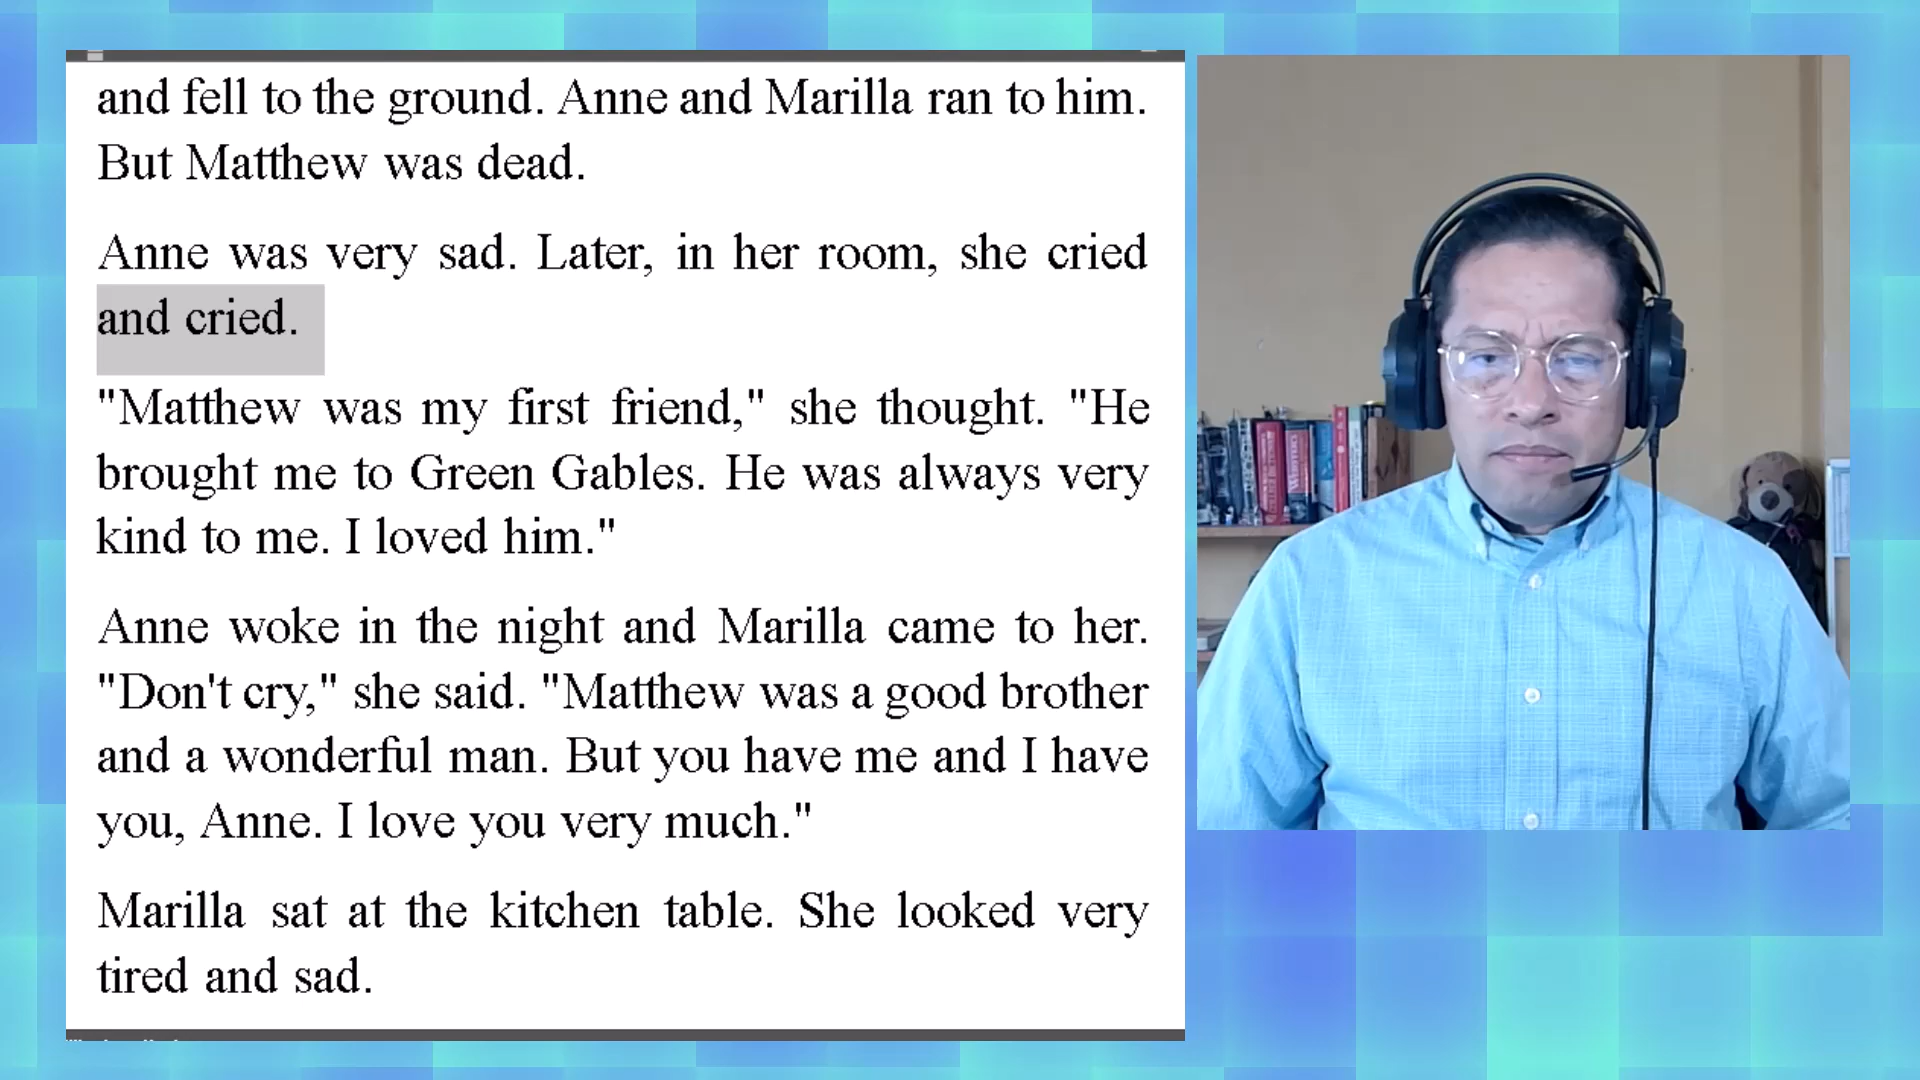 and fell to the ground. Anne and Marilla ran to him.
But Matthew was dead.
Anne was very sad. Later, in her room, she cried
and cried.
"Matthew was my first friend," she thought. "He
brought me to Green Gables. He was always very
kind to me. I loved him."
Anne woke in the night and Marilla came to her.
"Don't cry," she said. "Matthew was a good brother
and a wonderful man. But you have me and I have
you, Anne. I love you very much."
Marilla sat at the kitchen table. She looked very
tired and sad.